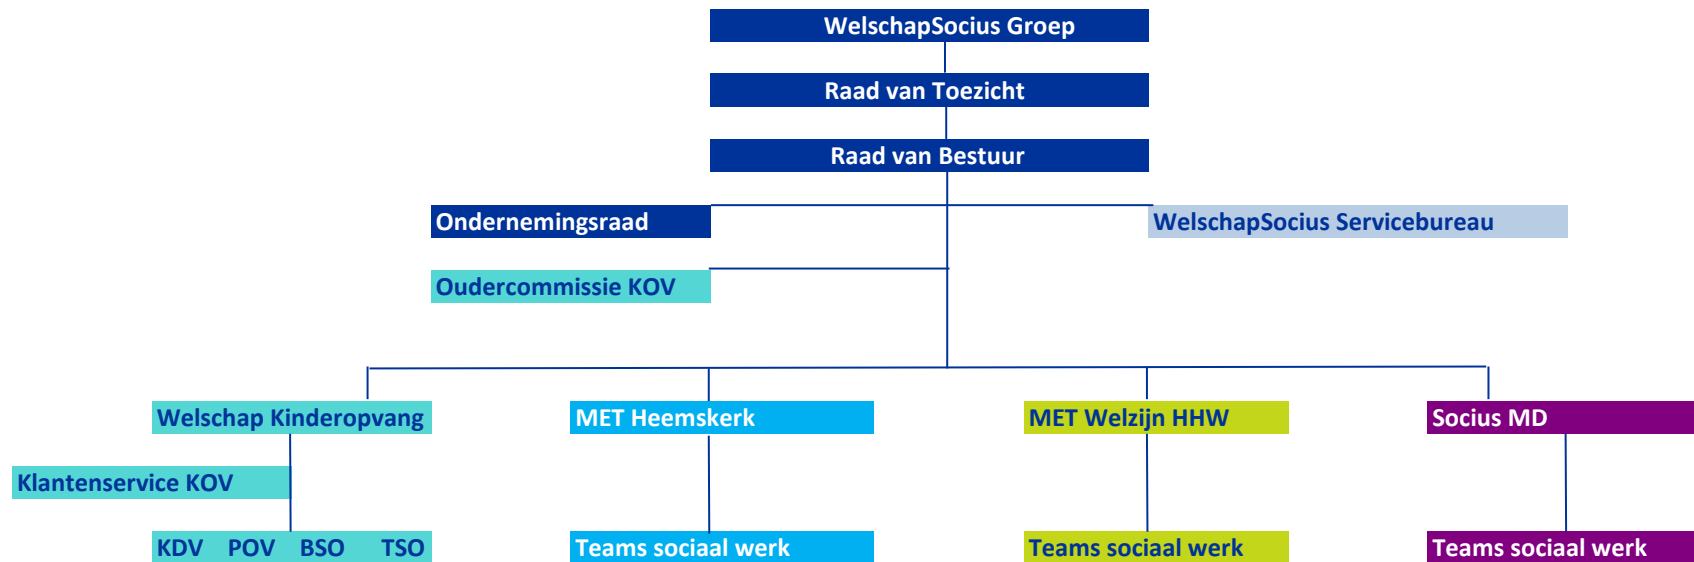 WelschapSocius Groep
Raad van Toezicht
Raad van Bestuur
Ondernemingsraad
WelschapSocius Servicebureau
Oudercommissie KOV
Welschap Kinderopvang
MET Heemskerk
MET Welzijn HHW
Socius MD
Klantenservice KOV
KDV POV BSO TSO
Teams sociaal werk
Teams sociaal werk
Teams sociaal werk